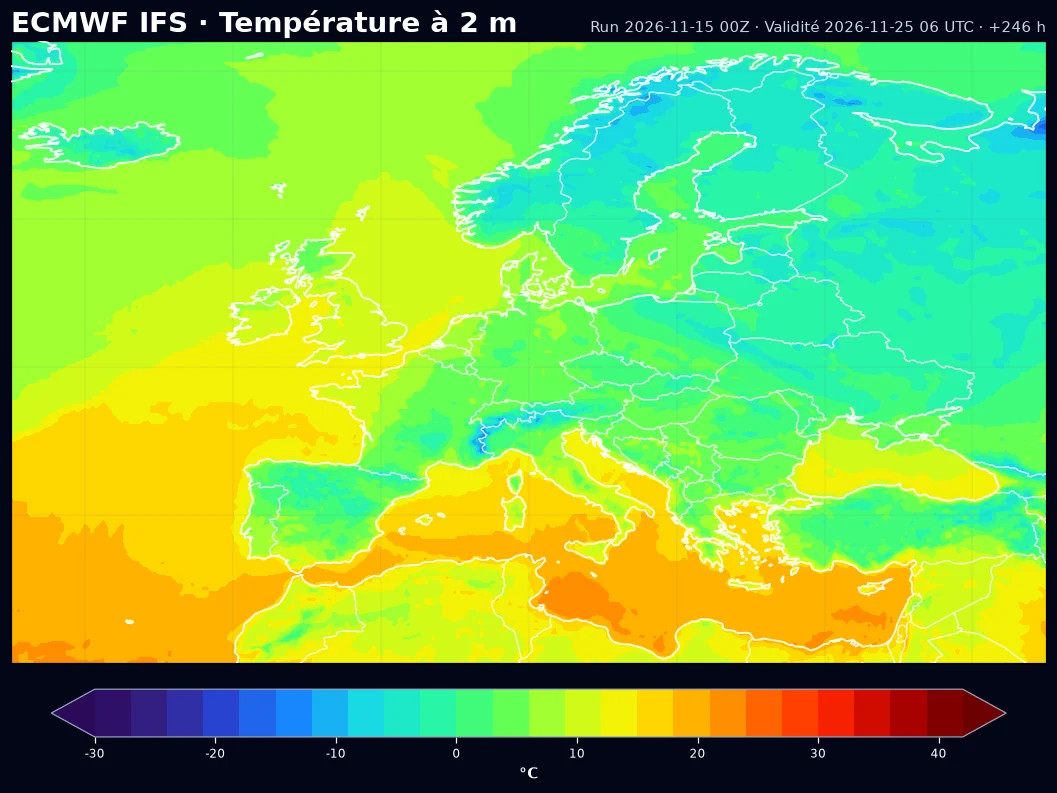 ECMWF IFS · Température à 2 m
Run 2026-11-15 00Z · Validité 2026-11-25 06 UTC · +246 h
-30 -20 -10 0 10 20 30 40
°C